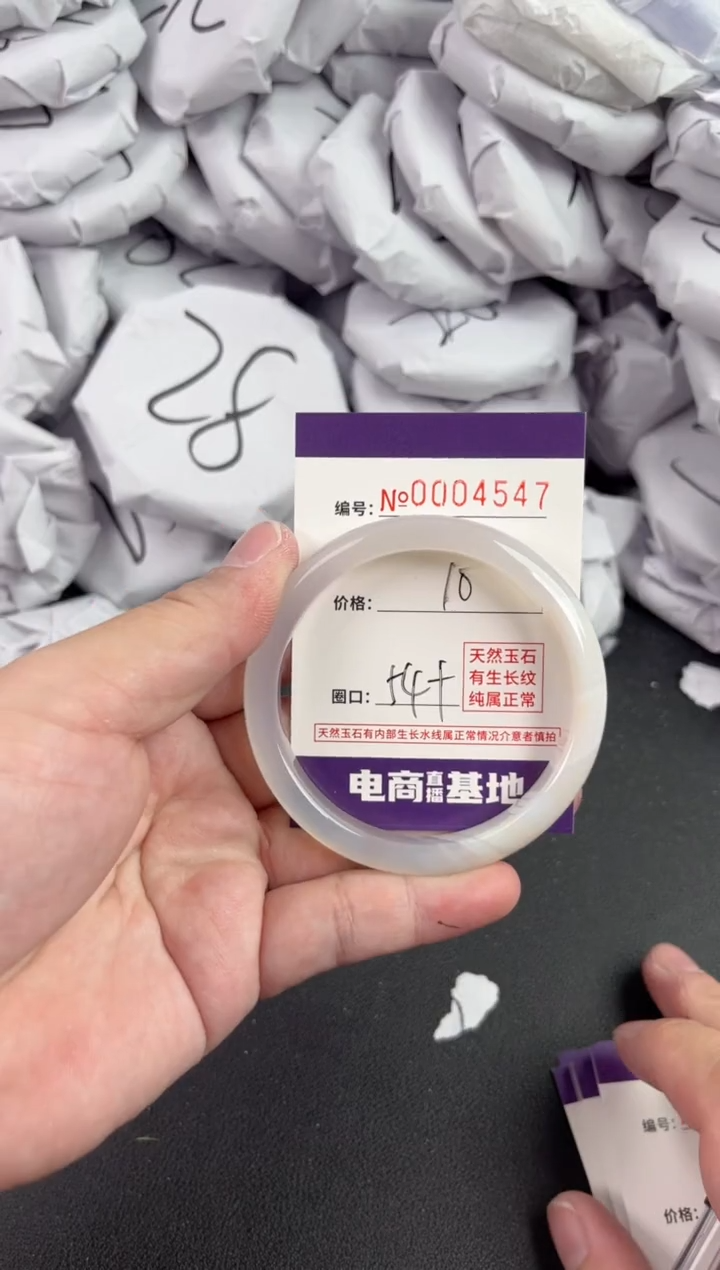 28
编号: №0004547
价格: 10
圈口: 54+
天然玉石
有生长纹
纯属正常
天然玉石有内部生长水线属正常情况介意者慎拍
电商直播基地
编号:
价格: